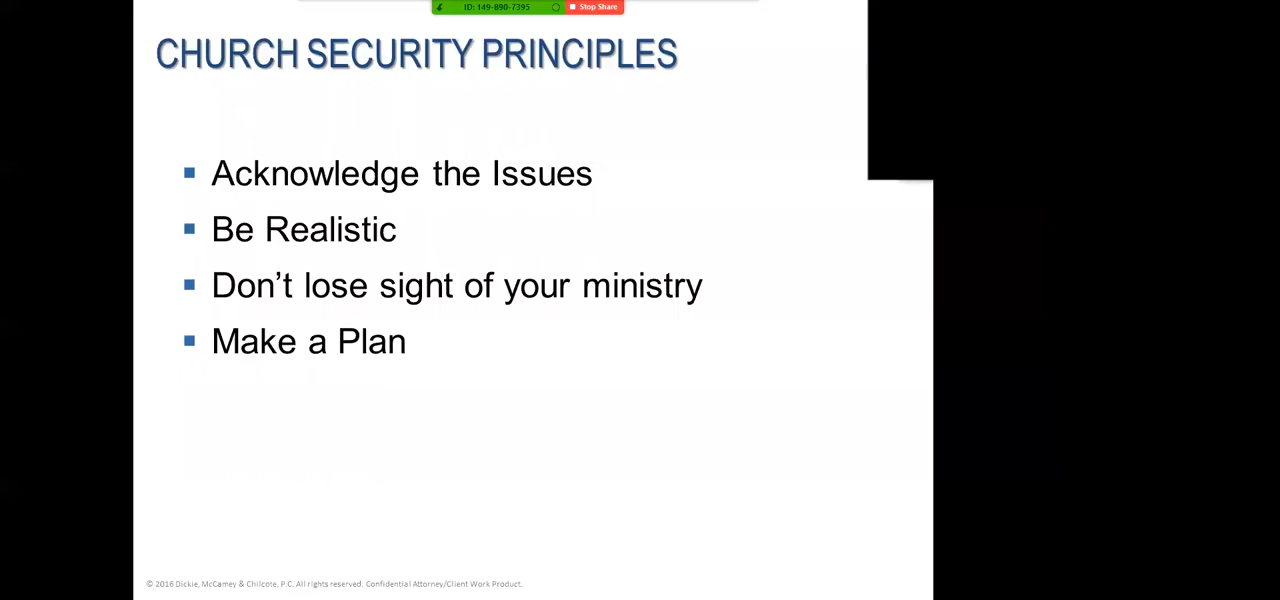 ID: 149-890-7395 Stop Share
CHURCH SECURITY PRINCIPLES
Acknowledge the Issues
Be Realistic
Don’t lose sight of your ministry
Make a Plan
© 2016 Dickie, McCamey & Chilcote, P.C. All rights reserved. Confidential Attorney/Client Work Product.